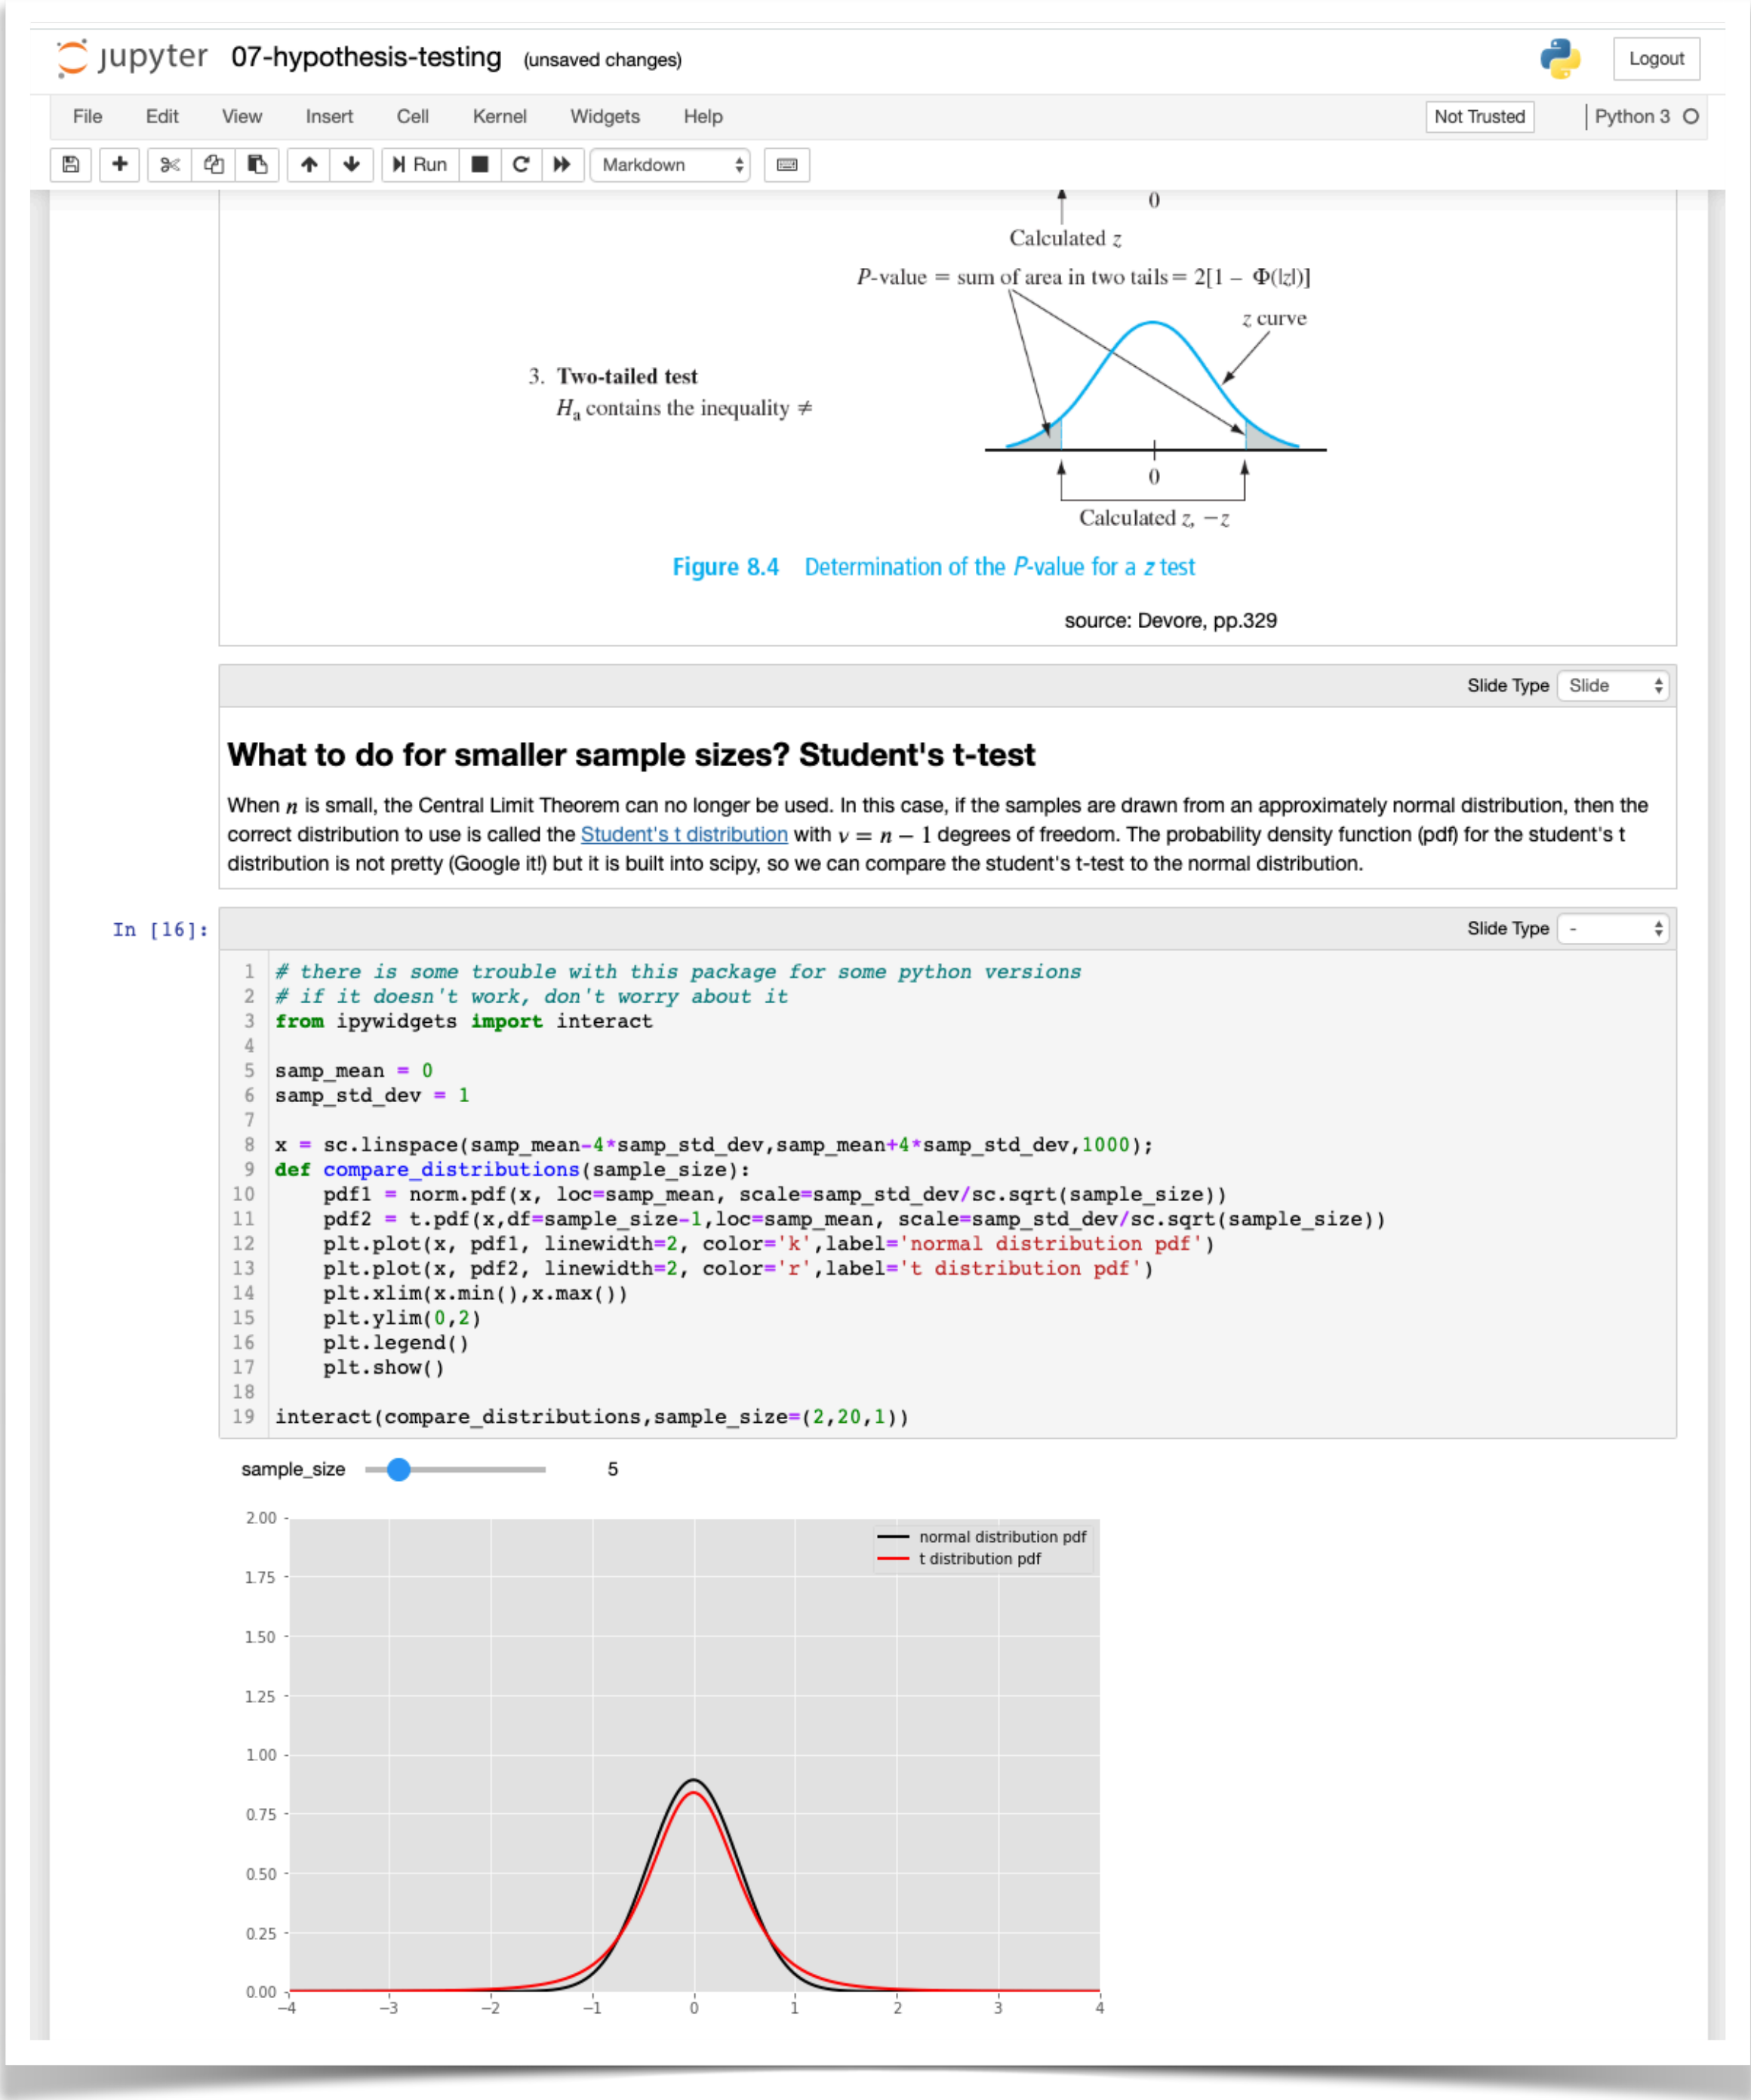 jupyter 07-hypothesis-testing (unsaved changes) Logout
File Edit View Insert Cell Kernel Widgets Help Not Trusted Python 3
Run Markdown
0
Calculated z
P-value = sum of area in two tails = 2[1 – Φ(|z|)]
z curve
3. Two-tailed test
Hₐ contains the inequality ≠
0
Calculated z, −z
Figure 8.4 Determination of the P-value for a z test
source: Devore, pp.329
Slide Type Slide
What to do for smaller sample sizes? Student's t-test
When n is small, the Central Limit Theorem can no longer be used. In this case, if the samples are drawn from an approximately normal distribution, then the
correct distribution to use is called the Student's t distribution with ν = n − 1 degrees of freedom. The probability density function (pdf) for the student's t
distribution is not pretty (Google it!) but it is built into scipy, so we can compare the student's t-test to the normal distribution.
In [16]: Slide Type -
1 # there is some trouble with this package for some python versions
2 # if it doesn't work, don't worry about it
3 from ipywidgets import interact
4
5 samp_mean = 0
6 samp_std_dev = 1
7
8 x = sc.linspace(samp_mean-4*samp_std_dev,samp_mean+4*samp_std_dev,1000);
9 def compare_distributions(sample_size):
10     pdf1 = norm.pdf(x, loc=samp_mean, scale=samp_std_dev/sc.sqrt(sample_size))
11     pdf2 = t.pdf(x,df=sample_size-1,loc=samp_mean, scale=samp_std_dev/sc.sqrt(sample_size))
12     plt.plot(x, pdf1, linewidth=2, color='k',label='normal distribution pdf')
13     plt.plot(x, pdf2, linewidth=2, color='r',label='t distribution pdf')
14     plt.xlim(x.min(),x.max())
15     plt.ylim(0,2)
16     plt.legend()
17     plt.show()
18
19 interact(compare_distributions,sample_size=(2,20,1))
sample_size 5
2.00
normal distribution pdf
t distribution pdf
1.75
1.50
1.25
1.00
0.75
0.50
0.25
0.00
−4 −3 −2 −1 0 1 2 3 4